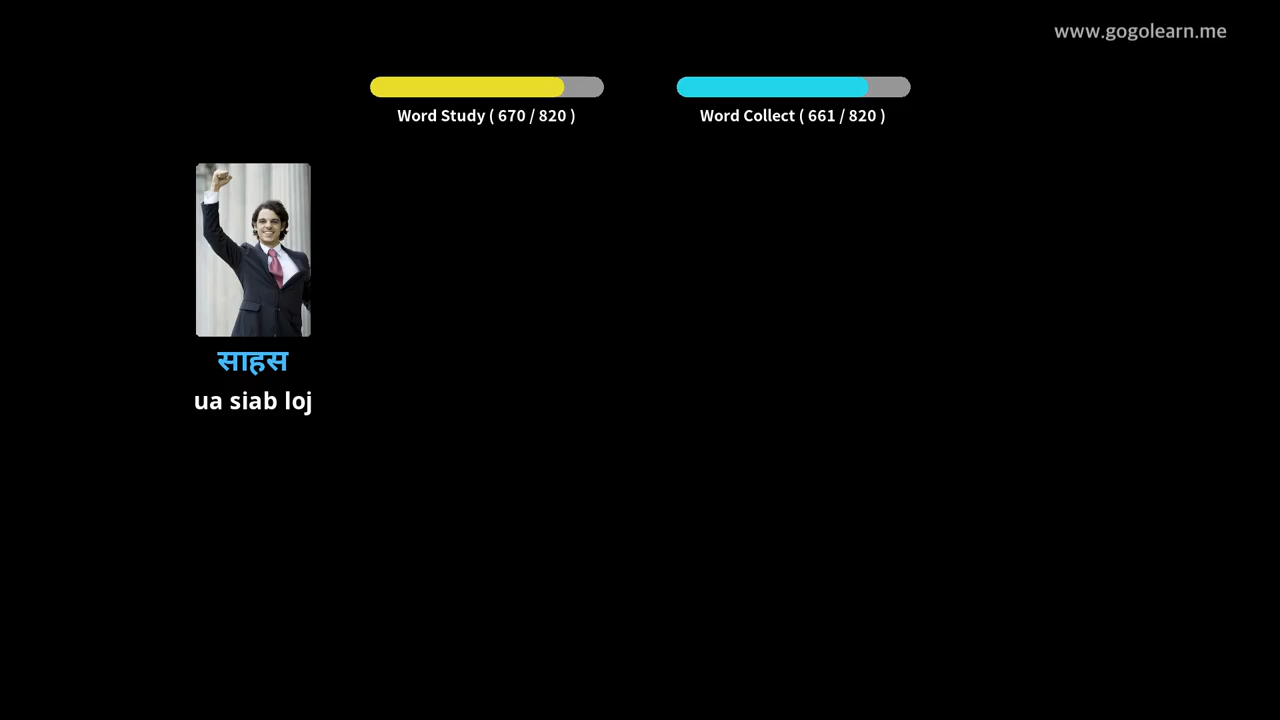 www.gogolearn.me
Word Study ( 670 / 820 )
Word Collect ( 661 / 820 )
साहस
ua siab loj